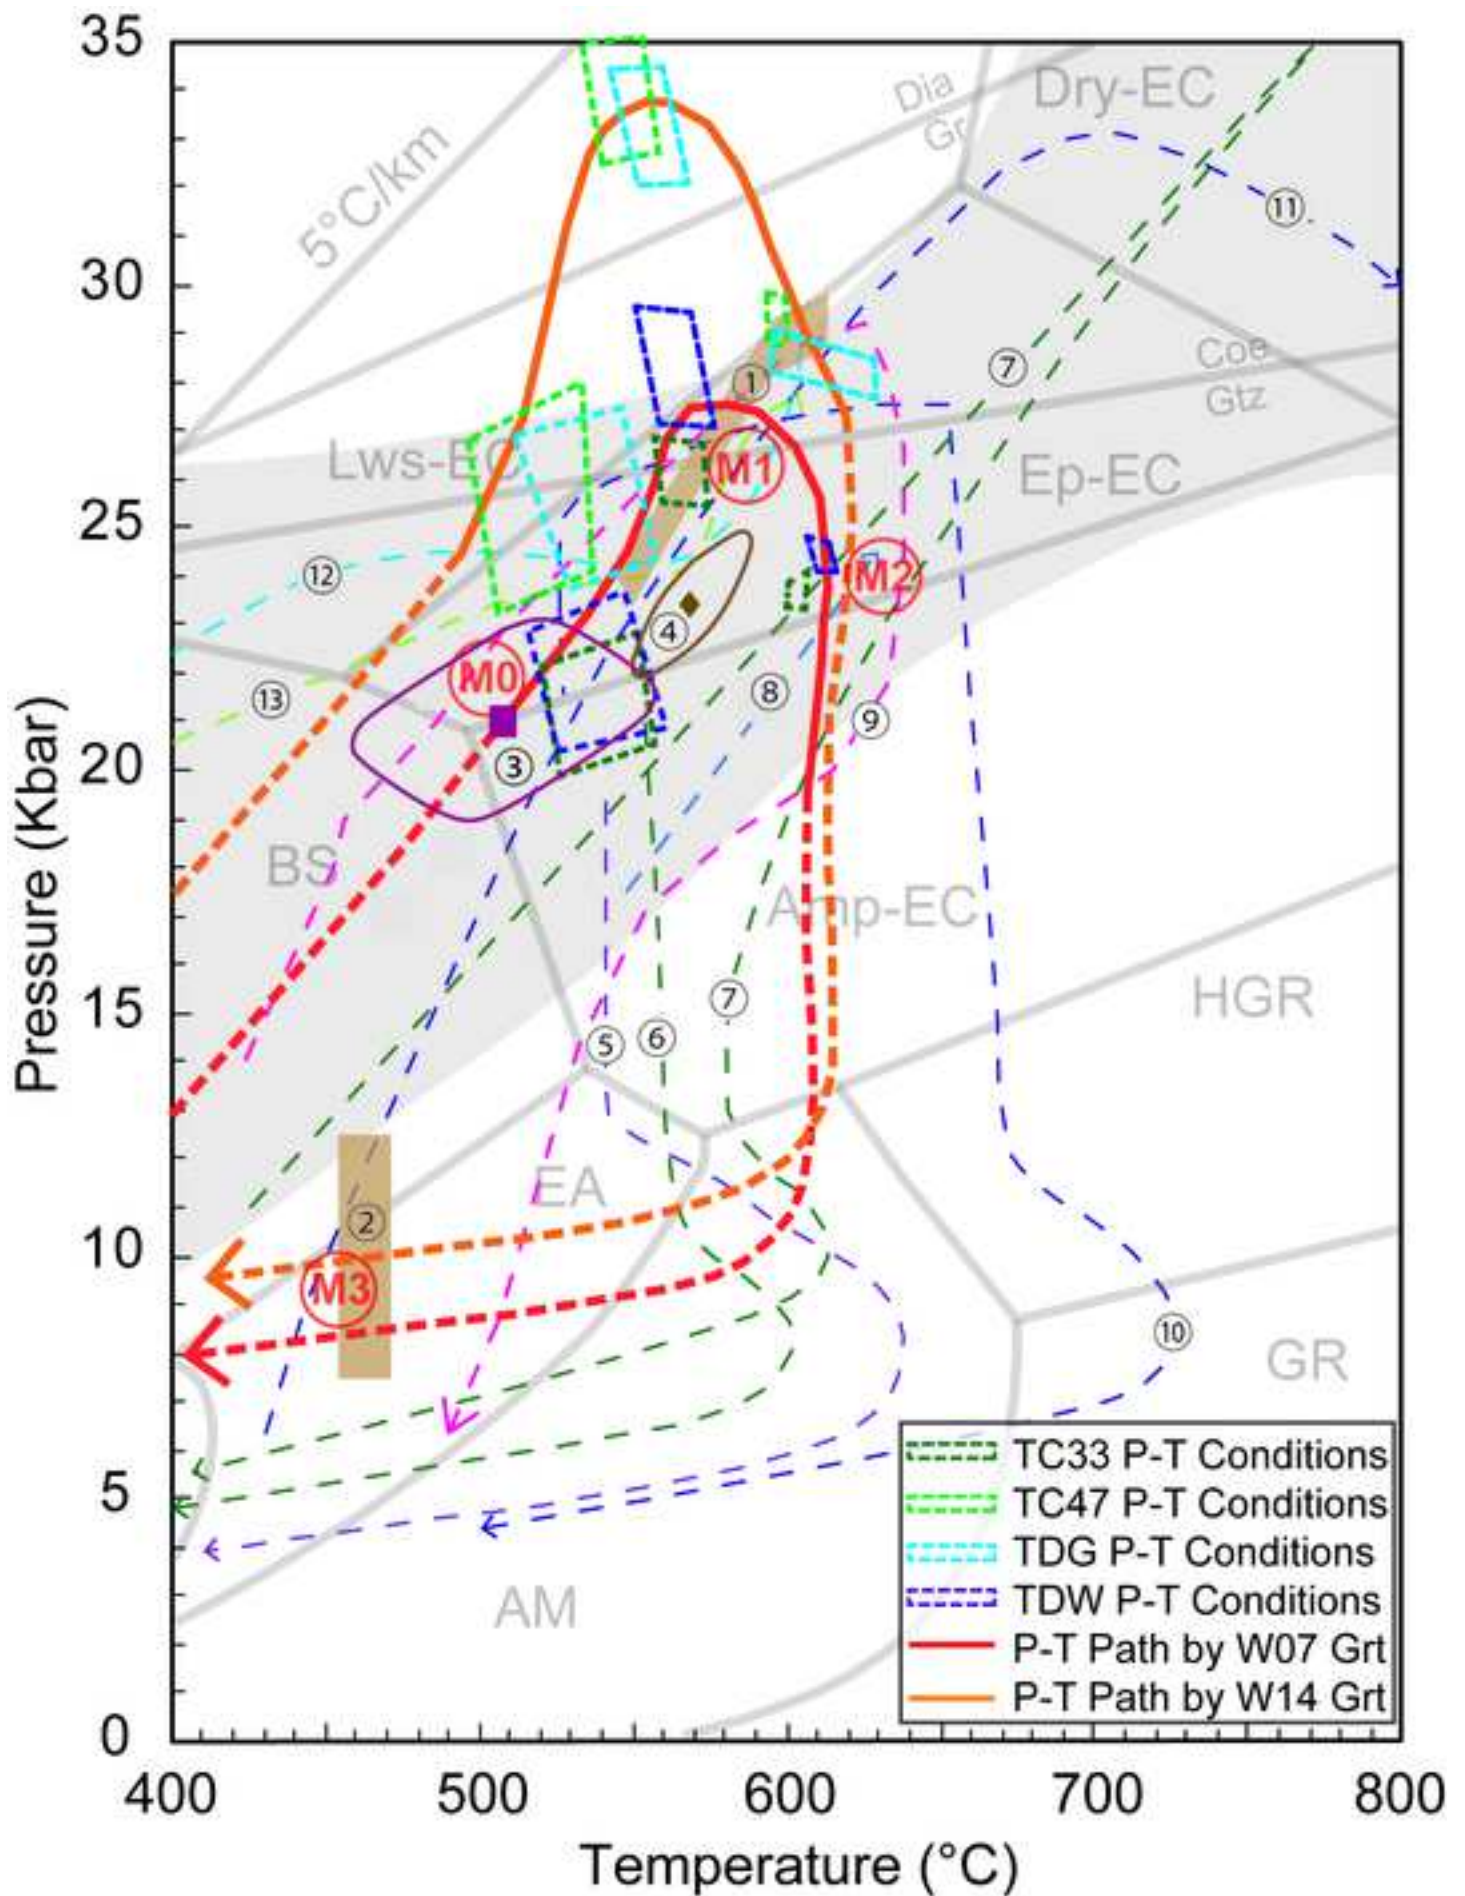 35
30
25
20
15
10
5
0
Pressure (Kbar)
400
500
600
700
800
Temperature (°C)
5°C/km
Dia
Gr
Dry-EC
⑪
⑦
Coe
Gtz
①
Lws-EC
M1
Ep-EC
⑫
M2
④
M0
⑧
⑬
⑨
③
BS
Amp-EC
⑦
HGR
⑤
⑥
EA
②
M3
⑩
GR
AM
TC33 P-T Conditions
TC47 P-T Conditions
TDG P-T Conditions
TDW P-T Conditions
P-T Path by W07 Grt
P-T Path by W14 Grt